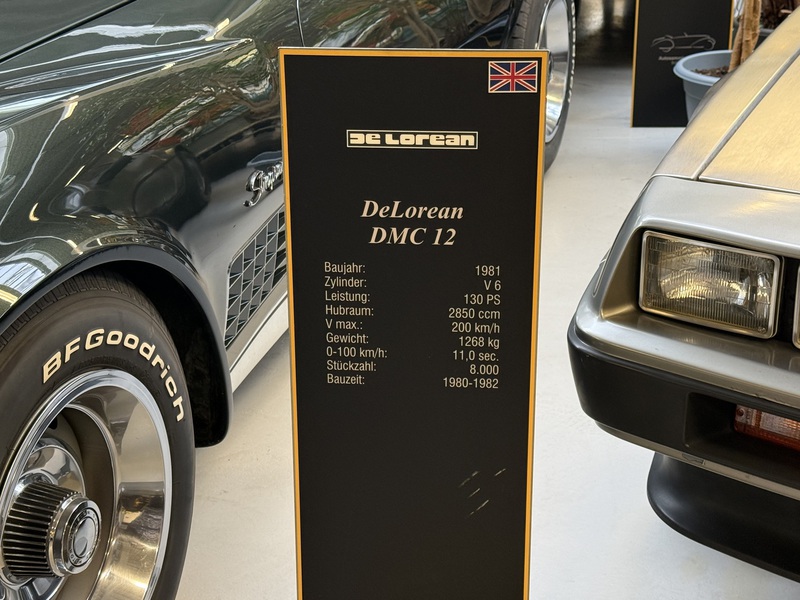 DeLorean
DeLorean
DMC 12
Baujahr: 1981
Zylinder: V 6
Leistung: 130 PS
Hubraum: 2850 ccm
V max.: 200 km/h
Gewicht: 1268 kg
0-100 km/h: 11,0 sec.
Stückzahl: 8.000
Bauzeit: 1980-1982
BFGoodrich